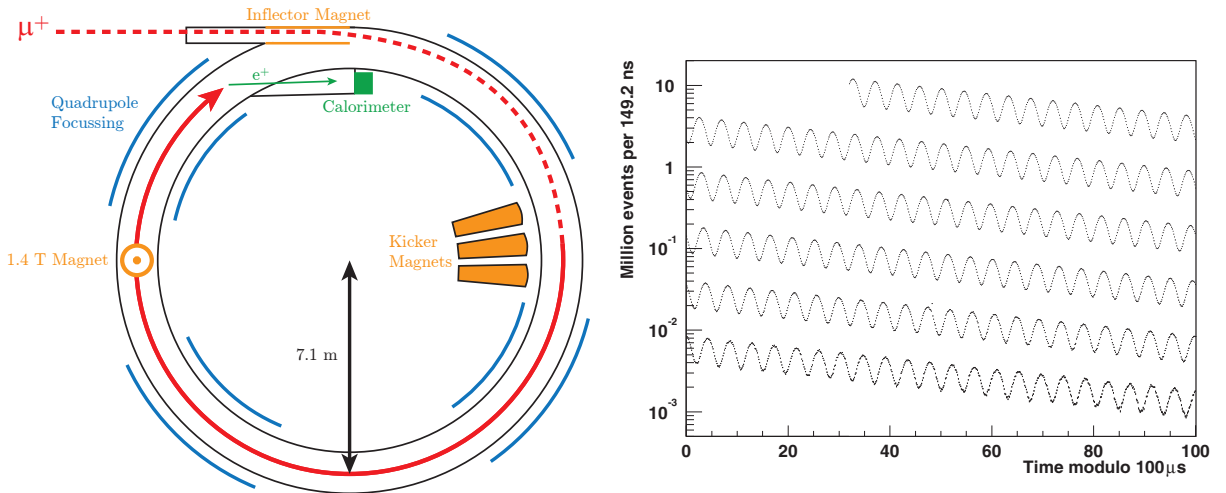 μ⁺
Inflector Magnet
e⁺
Calorimeter
Quadrupole
Focussing
1.4 T Magnet
Kicker
Magnets
7.1 m
Million events per 149.2 ns
10
1
10⁻¹
10⁻²
10⁻³
0 20 40 60 80 100
Time modulo 100μs